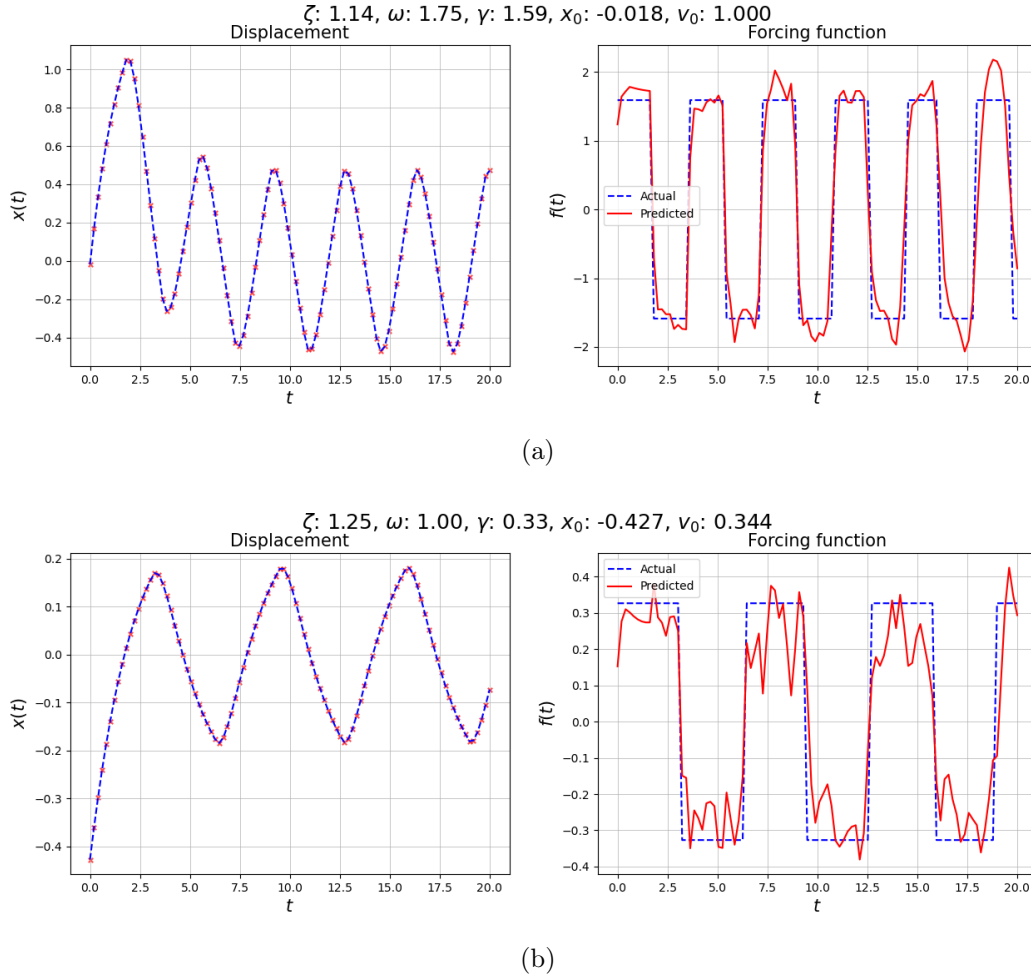 ζ: 1.14, ω: 1.75, γ: 1.59, x₀: -0.018, v₀: 1.000
Displacement
1.0
0.8
0.6
0.4
0.2
0.0
−0.2
−0.4
x(t)
0.0 2.5 5.0 7.5 10.0 12.5 15.0 17.5 20.0
t
Forcing function
2
1
0
−1
−2
f(t)
Actual
Predicted
0.0 2.5 5.0 7.5 10.0 12.5 15.0 17.5 20.0
t
(a)
ζ: 1.25, ω: 1.00, γ: 0.33, x₀: -0.427, v₀: 0.344
Displacement
0.2
0.1
0.0
−0.1
−0.2
−0.3
−0.4
x(t)
0.0 2.5 5.0 7.5 10.0 12.5 15.0 17.5 20.0
t
Forcing function
0.4
0.3
0.2
0.1
0.0
−0.1
−0.2
−0.3
−0.4
f(t)
Actual
Predicted
0.0 2.5 5.0 7.5 10.0 12.5 15.0 17.5 20.0
t
(b)